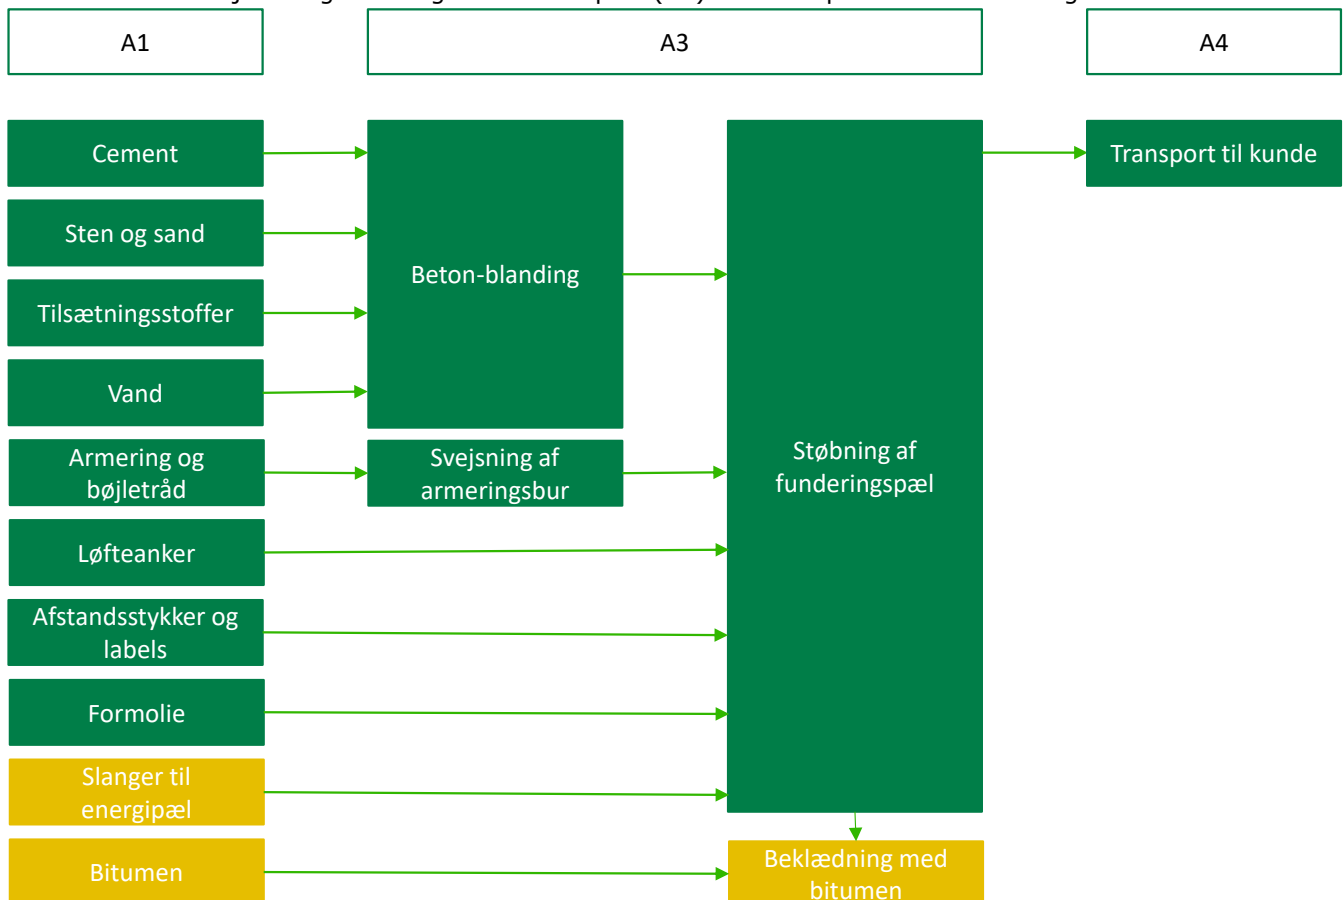 A1
A3
A4
Cement
Sten og sand
Tilsætningsstoffer
Vand
Armering og
bøjletråd
Løfteanker
Afstandsstykker og
labels
Formolie
Slanger til
energipæl
Bitumen
Beton-blanding
Svejsning af
armeringsbur
Støbning af
funderingspæl
Beklædning med
bitumen
Transport til kunde